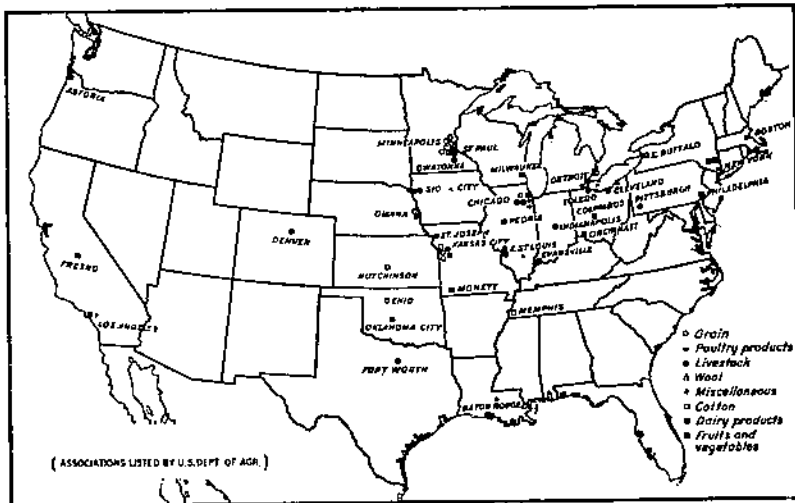 ASTORIA
MINNEAPOLIS
ST. PAUL
OWATONNA
MILWAUKEE
DETROIT
E. BUFFALO
BOSTON
NEW YORK
SIOUX CITY
CHICAGO
TOLEDO
CLEVELAND
PITTSBURGH
PHILADELPHIA
OMAHA
PEORIA
COLUMBUS
INDIANAPOLIS
CINCINNATI
DENVER
ST. JOSEPH
KANSAS CITY
E. ST. LOUIS
EVANSVILLE
FRESNO
HUTCHINSON
MONETT
LOS ANGELES
ENID
OKLAHOMA CITY
MEMPHIS
FORT WORTH
BATON ROUGE
Grain
Poultry products
Livestock
Wool
Miscellaneous
Cotton
Dairy products
Fruits and
vegetables
(ASSOCIATIONS LISTED BY U.S. DEPT. OF AGR.)